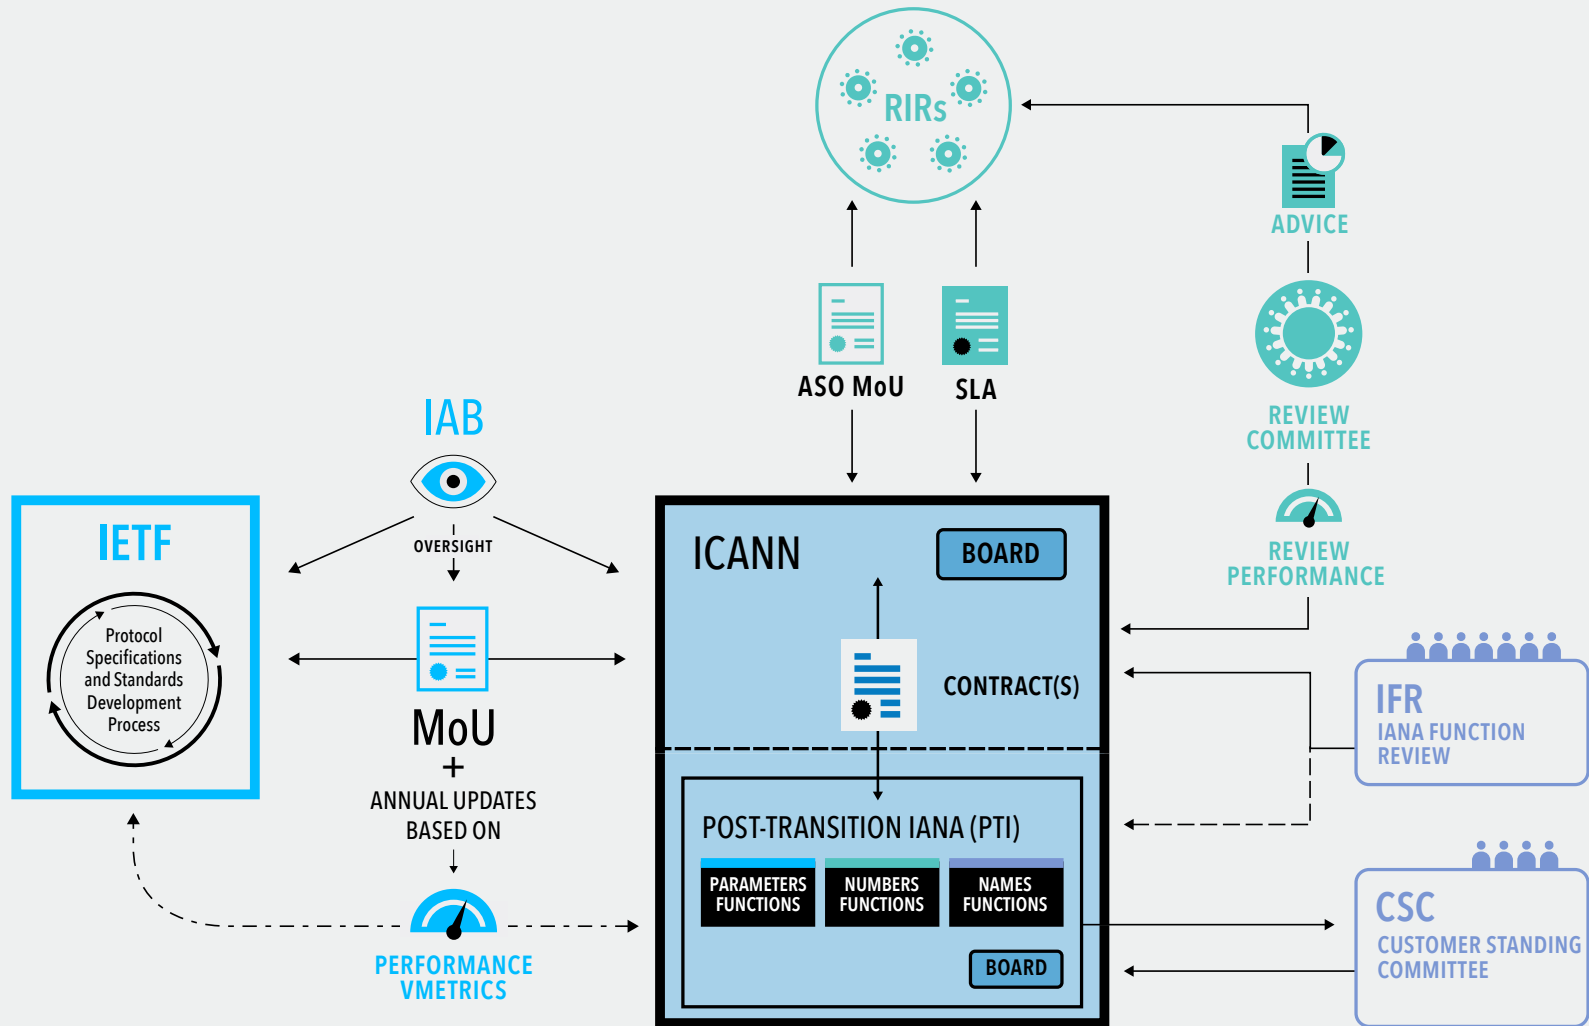 RIRs
ADVICE
ASO MoU
SLA
REVIEW
COMMITTEE
REVIEW
PERFORMANCE
IAB
OVERSIGHT
IETF
Protocol
Specifications
and Standards
Development
Process
MoU
+
ANNUAL UPDATES
BASED ON
PERFORMANCE
VMETRICS
ICANN
BOARD
CONTRACT(S)
POST-TRANSITION IANA (PTI)
PARAMETERS
FUNCTIONS
NUMBERS
FUNCTIONS
NAMES
FUNCTIONS
BOARD
IFR
IANA FUNCTION
REVIEW
CSC
CUSTOMER STANDING
COMMITTEE